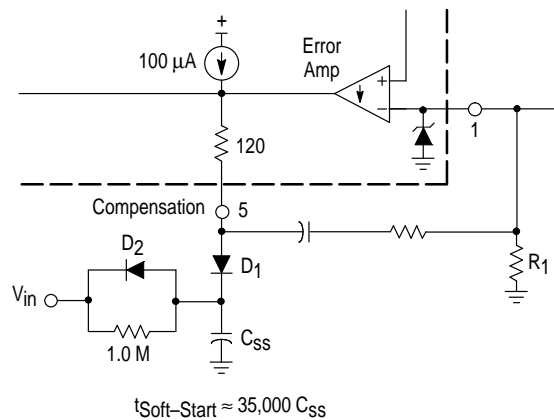 +
100 μA
Error
Amp
+
−
1
120
Compensation
5
D2
D1
R1
Vin
Css
1.0 M
tSoft–Start ≈ 35,000 Css